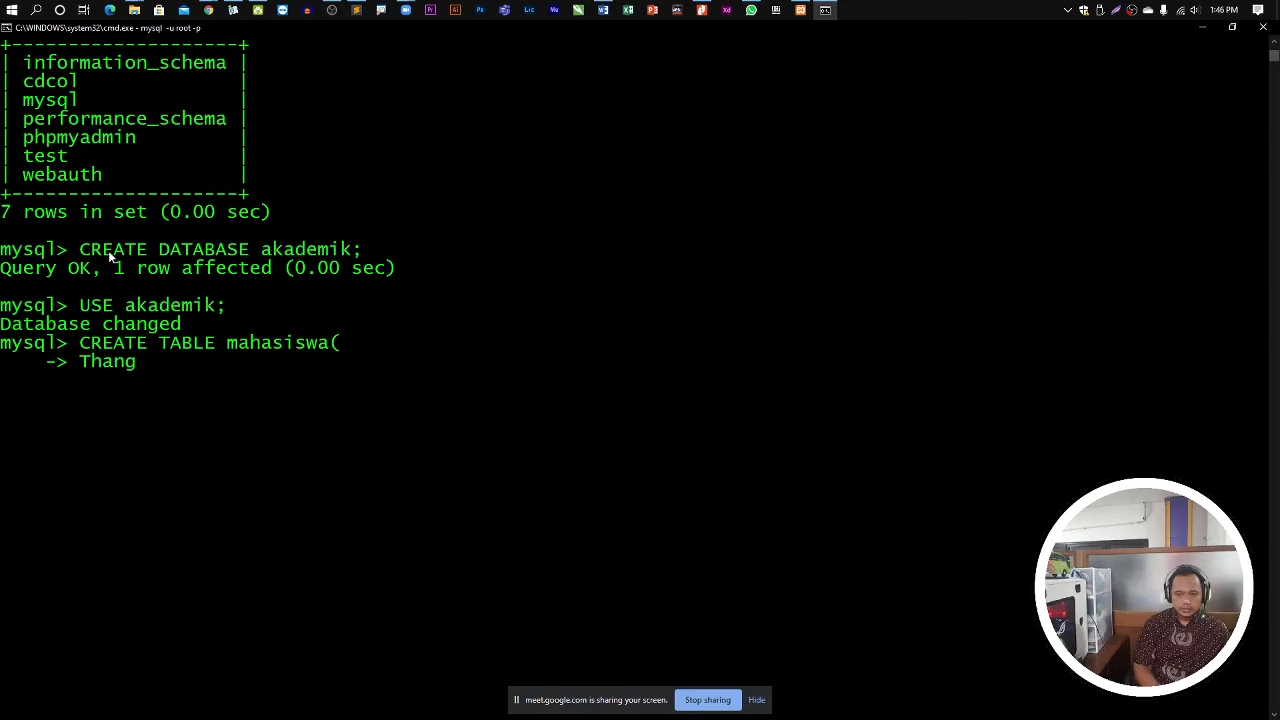 C:\WINDOWS\system32\cmd.exe - mysql -u root -p
1:46 PM
+--------------------+
| information_schema |
| cdcol |
| mysql |
| performance_schema |
| phpmyadmin |
| test |
| webauth |
+--------------------+
7 rows in set (0.00 sec)
mysql> CREATE DATABASE akademik;
Query OK, 1 row affected (0.00 sec)
mysql> USE akademik;
Database changed
mysql> CREATE TABLE mahasiswa(
-> Thang
meet.google.com is sharing your screen.
Stop sharing
Hide